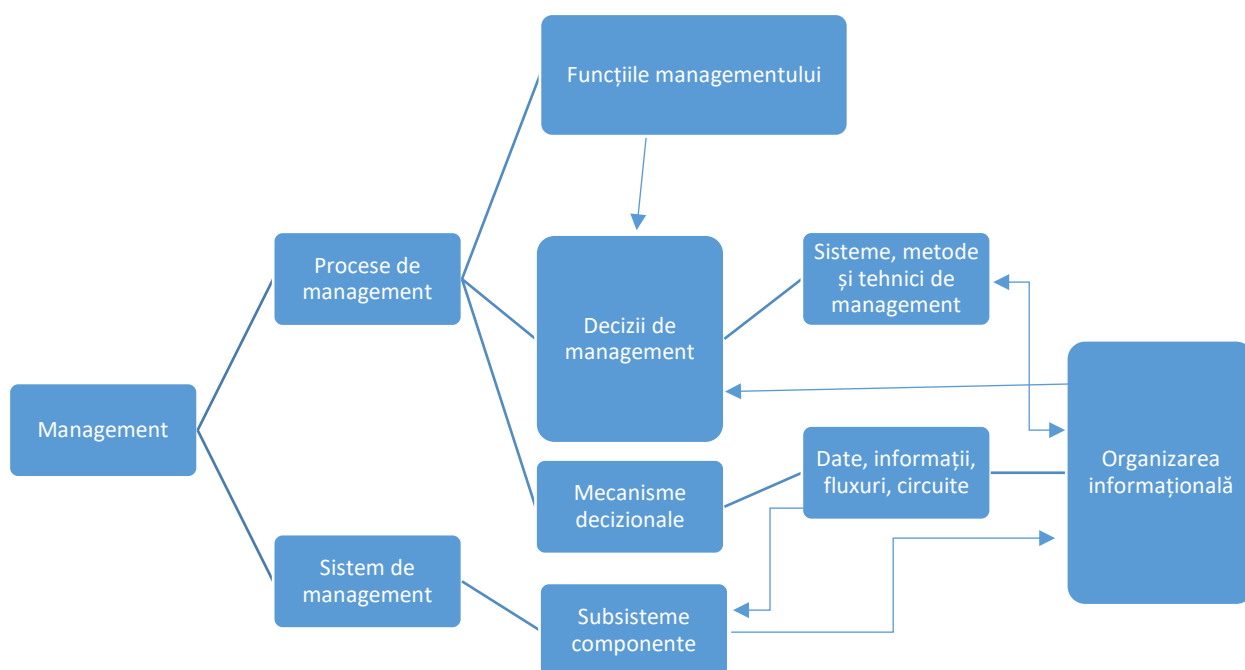 Funcțiile managementului
Procese de
management
Sisteme, metode
și tehnici de
management
Decizii de
management
Management
Date, informații,
fluxuri, circuite
Organizarea
informațională
Mecanisme
decizionale
Sistem de
management
Subsisteme
componente